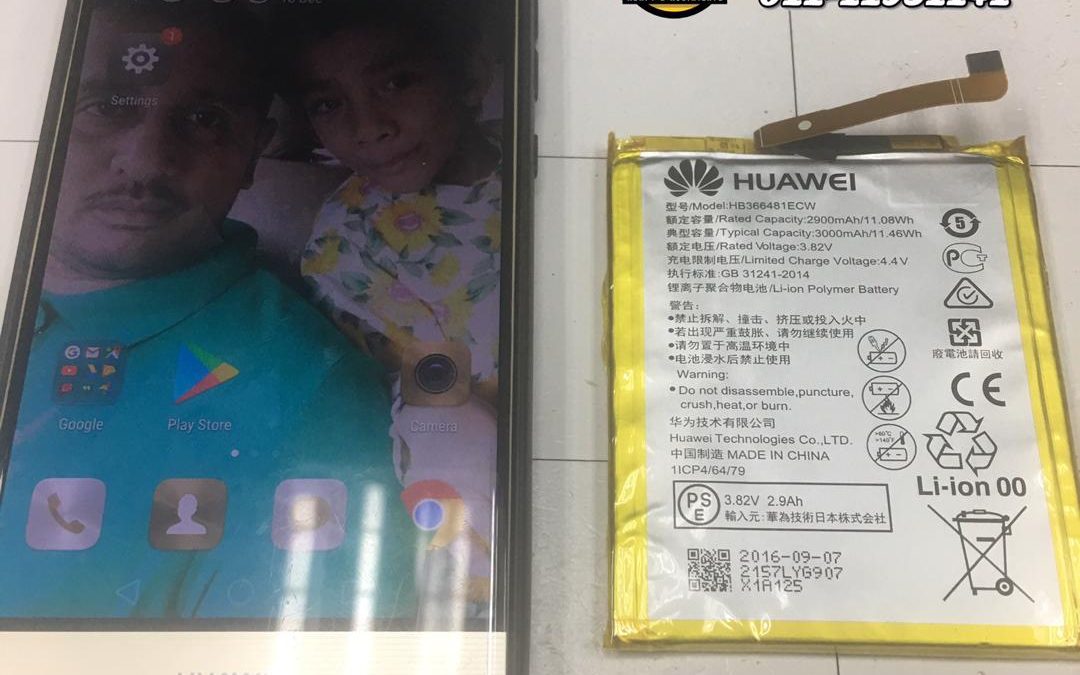 16 Dec
1
Settings
Google
Play Store
Camera
HUAWEI
型号/Model:HB366481ECW
额定容量/Rated Capacity:2900mAh/11.08Wh
典型容量/Typical Capacity:3000mAh/11.46Wh
额定电压/Rated Voltage:3.82V
充电限制电压/Limited Charge Voltage:4.4V
执行标准:GB 31241-2014
锂离子聚合物电池/Li-ion Polymer Battery
警告:
•禁止拆解、撞击、挤压或投入火中
•若出现严重鼓胀、请勿继续使用
•请勿置于高温环境中
•电池浸水后禁止使用
Warning:
• Do not disassemble,puncture,
crush,heat,or burn.
华为技术有限公司
Huawei Technologies Co.,LTD.
中国制造 MADE IN CHINA
1ICP4/64/79
PS
E
3.82V 2.9Ah
輸入元:華為技術日本株式会社
2016-09-07
2157LYG907
X1A125
5
廢電池請回收
CE
Li-ion 00